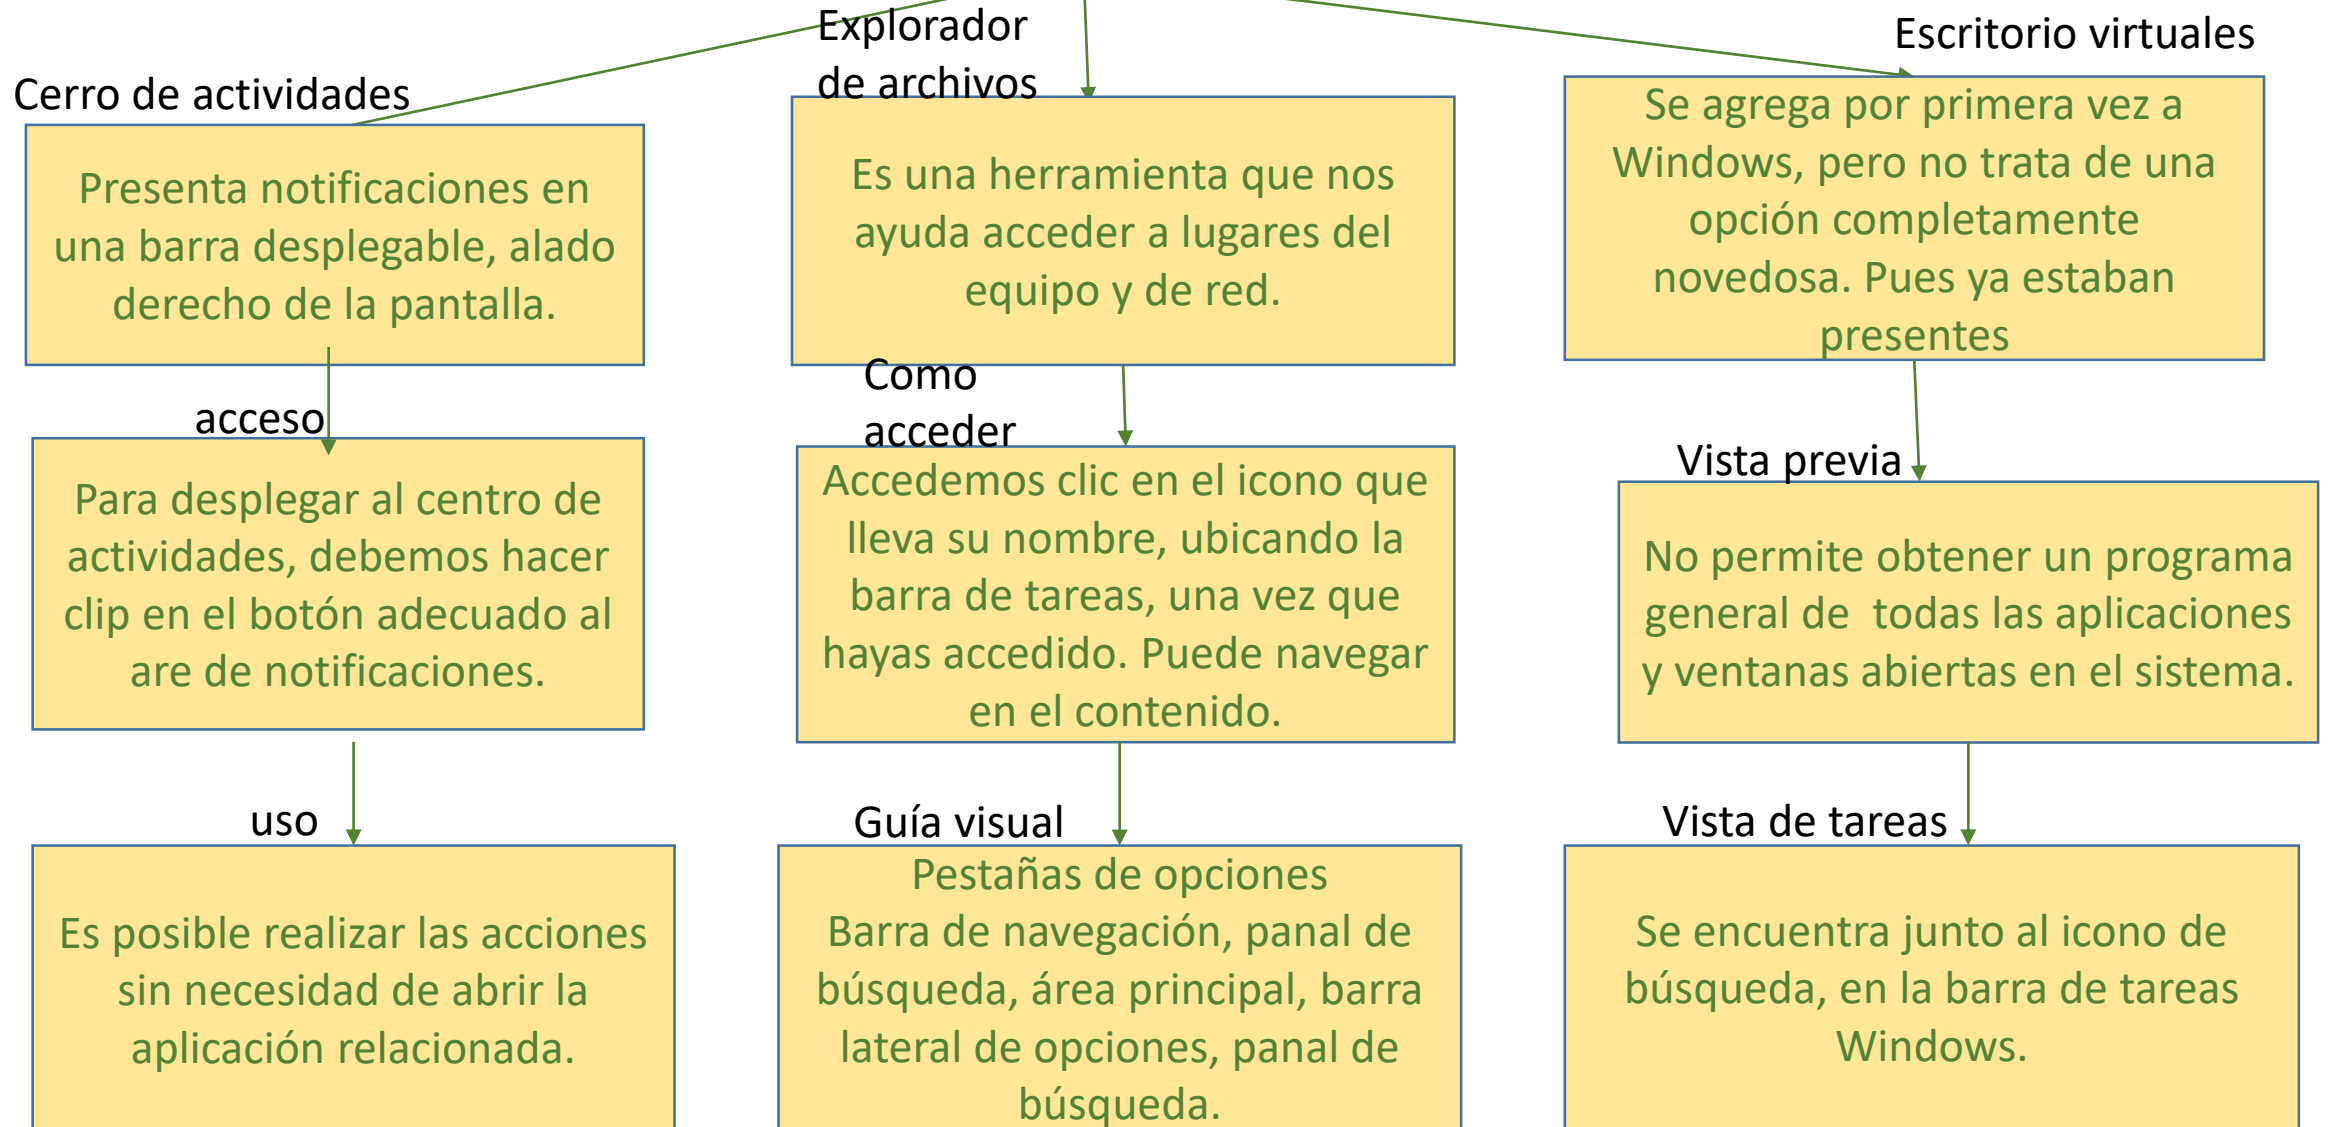 Cerro de actividades
Presenta notificaciones en
una barra desplegable, alado
derecho de la pantalla.
acceso
Para desplegar al centro de
actividades, debemos hacer
clip en el botón adecuado al
are de notificaciones.
uso
Es posible realizar las acciones
sin necesidad de abrir la
aplicación relacionada.
Explorador
de archivos
Es una herramienta que nos
ayuda acceder a lugares del
equipo y de red.
Como
acceder
Accedemos clic en el icono que
lleva su nombre, ubicando la
barra de tareas, una vez que
hayas accedido. Puede navegar
en el contenido.
Guía visual
Pestañas de opciones
Barra de navegación, panal de
búsqueda, área principal, barra
lateral de opciones, panal de
búsqueda.
Escritorio virtuales
Se agrega por primera vez a
Windows, pero no trata de una
opción completamente
novedosa. Pues ya estaban
presentes
Vista previa
No permite obtener un programa
general de  todas las aplicaciones
y ventanas abiertas en el sistema.
Vista de tareas
Se encuentra junto al icono de
búsqueda, en la barra de tareas
Windows.